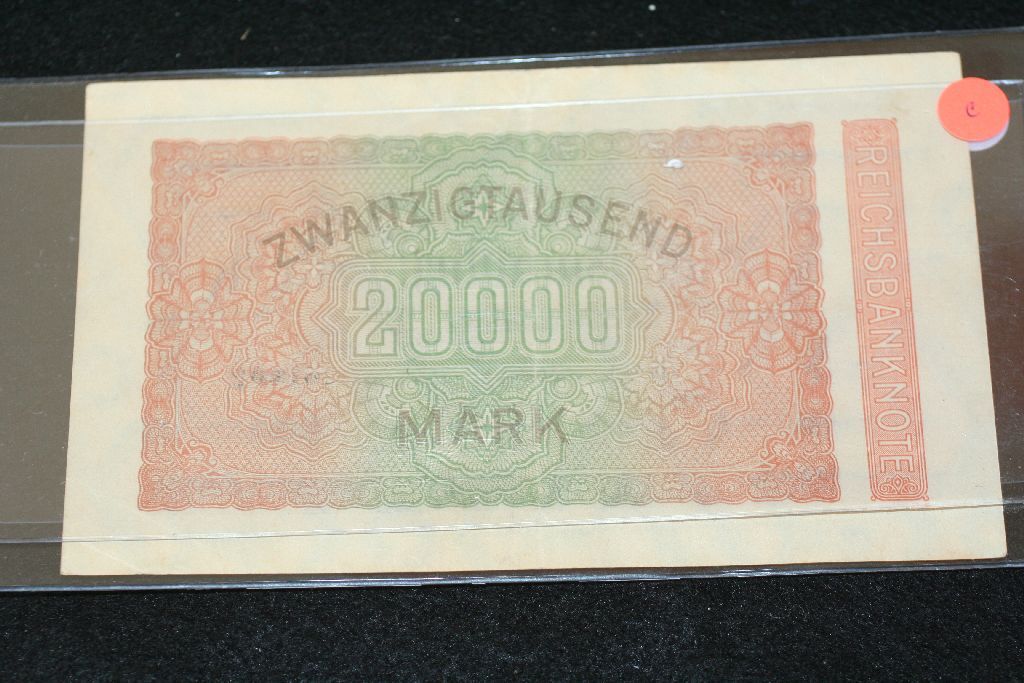 ZWANZIGTAUSEND
20000
MARK
REICHSBANKNOTE